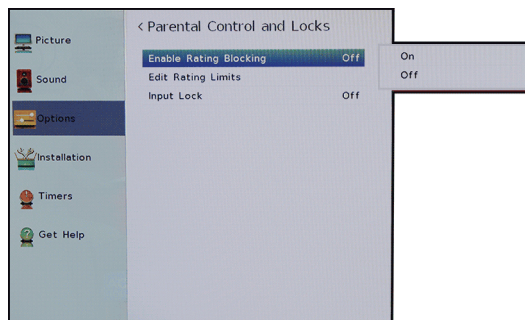 < Parental Control and Locks
Picture
Sound
Options
Installation
Timers
Get Help
Enable Rating Blocking Off
Edit Rating Limits
Input Lock Off
On
Off